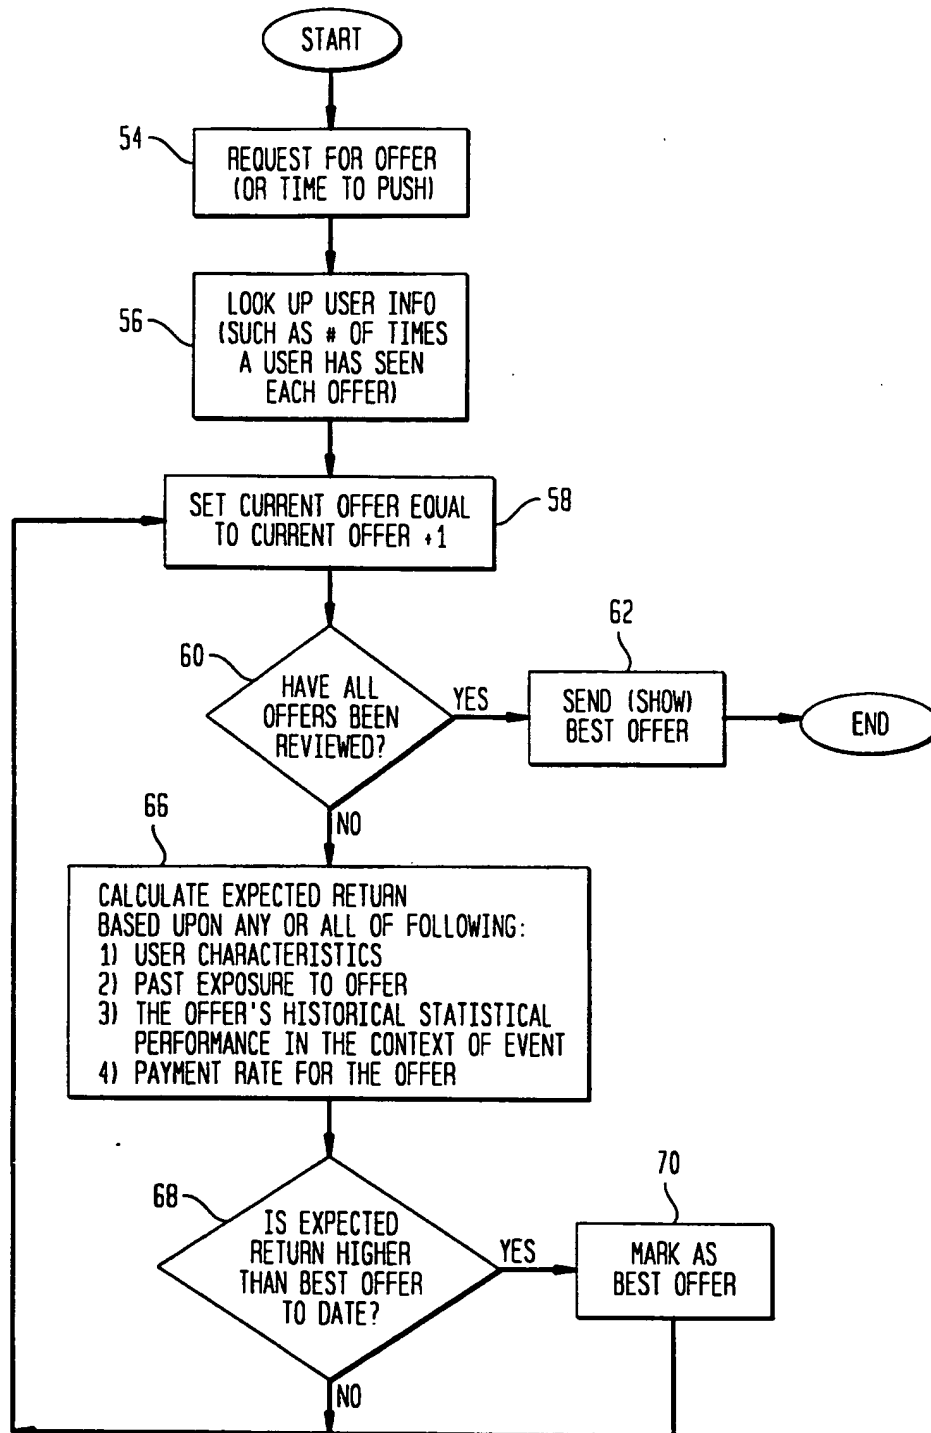 START
54
REQUEST FOR OFFER
(OR TIME TO PUSH)
56
LOOK UP USER INFO
(SUCH AS # OF TIMES
A USER HAS SEEN
EACH OFFER)
SET CURRENT OFFER EQUAL
TO CURRENT OFFER +1
58
60
HAVE ALL
OFFERS BEEN
REVIEWED?
YES
62
SEND (SHOW)
BEST OFFER
END
NO
66
CALCULATE EXPECTED RETURN
BASED UPON ANY OR ALL OF FOLLOWING:
1) USER CHARACTERISTICS
2) PAST EXPOSURE TO OFFER
3) THE OFFER'S HISTORICAL STATISTICAL
PERFORMANCE IN THE CONTEXT OF EVENT
4) PAYMENT RATE FOR THE OFFER
68
IS EXPECTED
RETURN HIGHER
THAN BEST OFFER
TO DATE?
YES
70
MARK AS
BEST OFFER
NO